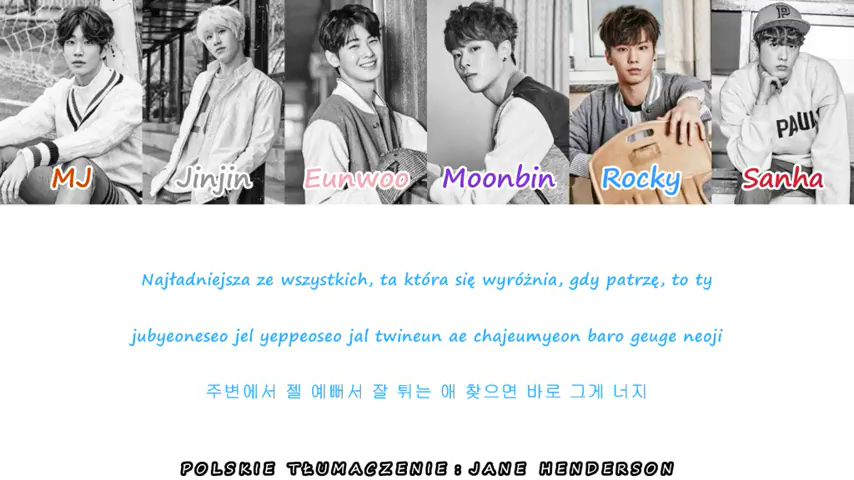 PAUL
MJ Jinjin Eunwoo Moonbin Rocky Sanha
Najładniejsza ze wszystkich, ta która się wyróżnia, gdy patrzę, to ty
jubyeoneseo jel yeppeoseo jal twineun ae chajeumyeon baro geuge neoji
주변에서 젤 예뻐서 잘 튀는 애 찾으면 바로 그게 너지
POLSKIE TŁUMACZENIE : JANE HENDERSON